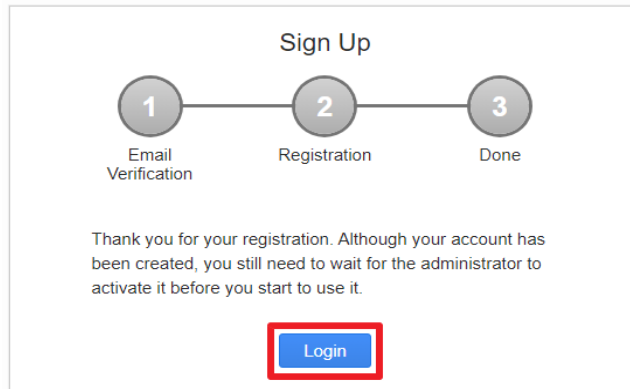 Sign Up
1 2 3
Email Registration Done
Verification
Thank you for your registration. Although your account has
been created, you still need to wait for the administrator to
activate it before you start to use it.
Login